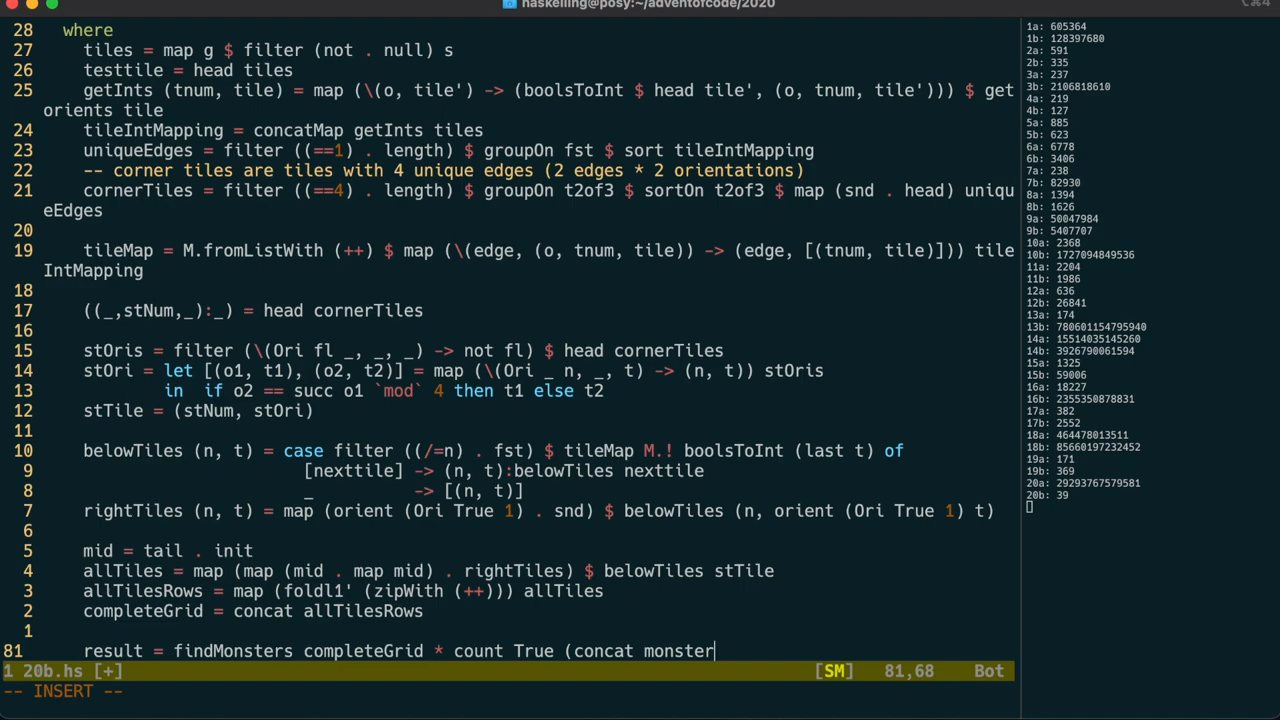 haskelling@posy:~/adventofcode/2020
28 where
27 tiles = map g $ filter (not . null) s
26 testtile = head tiles
25 getInts (tnum, tile) = map (\(o, tile') -> (boolsToInt $ head tile', (o, tnum, tile'))) $ get
orients tile
24 tileIntMapping = concatMap getInts tiles
23 uniqueEdges = filter ((==1) . length) $ groupOn fst $ sort tileIntMapping
22 -- corner tiles are tiles with 4 unique edges (2 edges * 2 orientations)
21 cornerTiles = filter ((==4) . length) $ groupOn t2of3 $ sortOn t2of3 $ map (snd . head) uniqu
eEdges
20
19 tileMap = M.fromListWith (++) $ map (\(edge, (o, tnum, tile)) -> (edge, [(tnum, tile)])) tile
IntMapping
18
17 ((_,stNum,_):_) = head cornerTiles
16
15 stOris = filter (\(Ori fl _, _, _) -> not fl) $ head cornerTiles
14 stOri = let [(o1, t1), (o2, t2)] = map (\(Ori _ n, _, t) -> (n, t)) stOris
13 in if o2 == succ o1 `mod` 4 then t1 else t2
12 stTile = (stNum, stOri)
11
10 belowTiles (n, t) = case filter ((/=n) . fst) $ tileMap M.! boolsToInt (last t) of
9 [nexttile] -> (n, t):belowTiles nexttile
8 _ -> [(n, t)]
7 rightTiles (n, t) = map (orient (Ori True 1) . snd) $ belowTiles (n, orient (Ori True 1) t)
6
5 mid = tail . init
4 allTiles = map (map (mid . map mid) . rightTiles) $ belowTiles stTile
3 allTilesRows = map (foldl1' (zipWith (++))) allTiles
2 completeGrid = concat allTilesRows
1
81 result = findMonsters completeGrid * count True (concat monster
1 20b.hs [+] [SM] 81,68 Bot
-- INSERT --
1a: 605364
1b: 128397680
2a: 591
2b: 335
3a: 237
3b: 2106818610
4a: 219
4b: 127
5a: 885
5b: 623
6a: 6778
6b: 3406
7a: 238
7b: 82930
8a: 1394
8b: 1626
9a: 50047984
9b: 5407707
10a: 2368
10b: 1727094849536
11a: 2204
11b: 1986
12a: 636
12b: 26841
13a: 174
13b: 780601154795940
14a: 15514035145260
14b: 3926790061594
15a: 1325
15b: 59006
16a: 18227
16b: 2355350878831
17a: 382
17b: 2552
18a: 464478013511
18b: 85660197232452
19a: 171
19b: 369
20a: 29293767579581
20b: 39